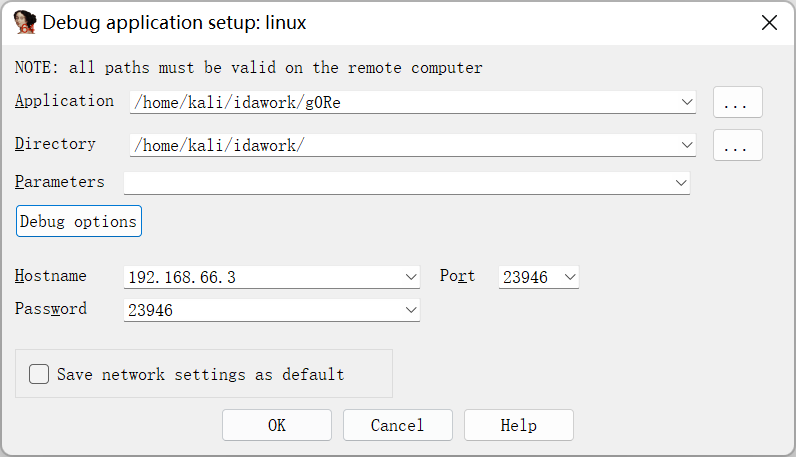 Debug application setup: linux
NOTE: all paths must be valid on the remote computer
Application /home/kali/idawork/g0Re ...
Directory /home/kali/idawork/ ...
Parameters
Debug options
Hostname 192.168.66.3 Port 23946
Password 23946
Save network settings as default
OK Cancel Help